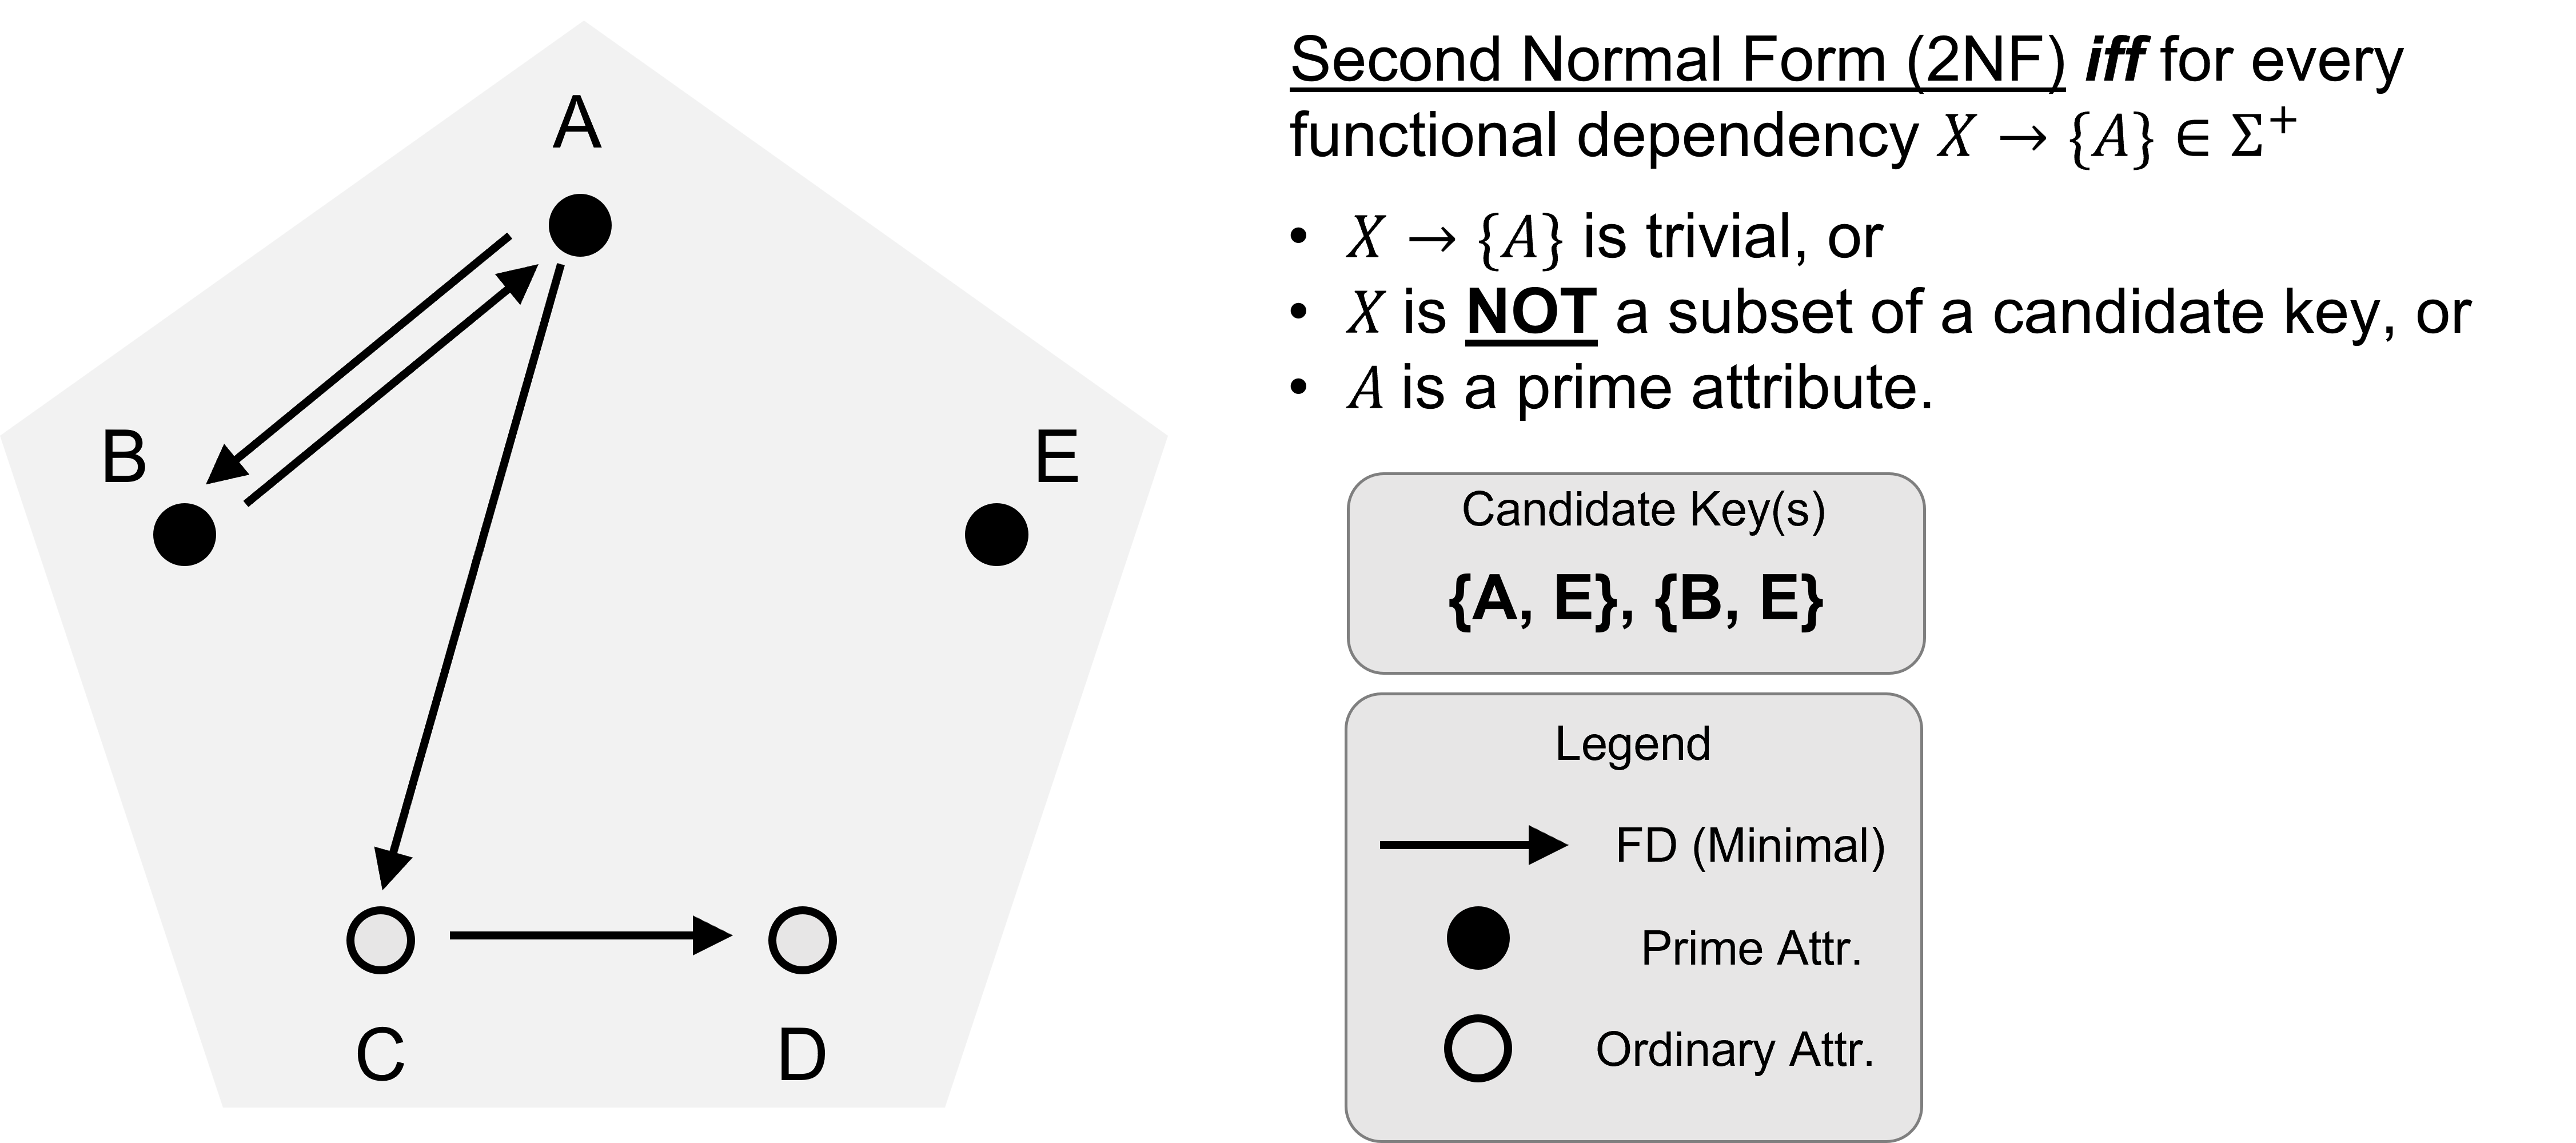 A
B
E
C
D
Second Normal Form (2NF) iff for every
functional dependency X → {A} ∈ Σ⁺
• X → {A} is trivial, or
• X is NOT a subset of a candidate key, or
• A is a prime attribute.
Candidate Key(s)
{A, E}, {B, E}
Legend
FD (Minimal)
Prime Attr.
Ordinary Attr.